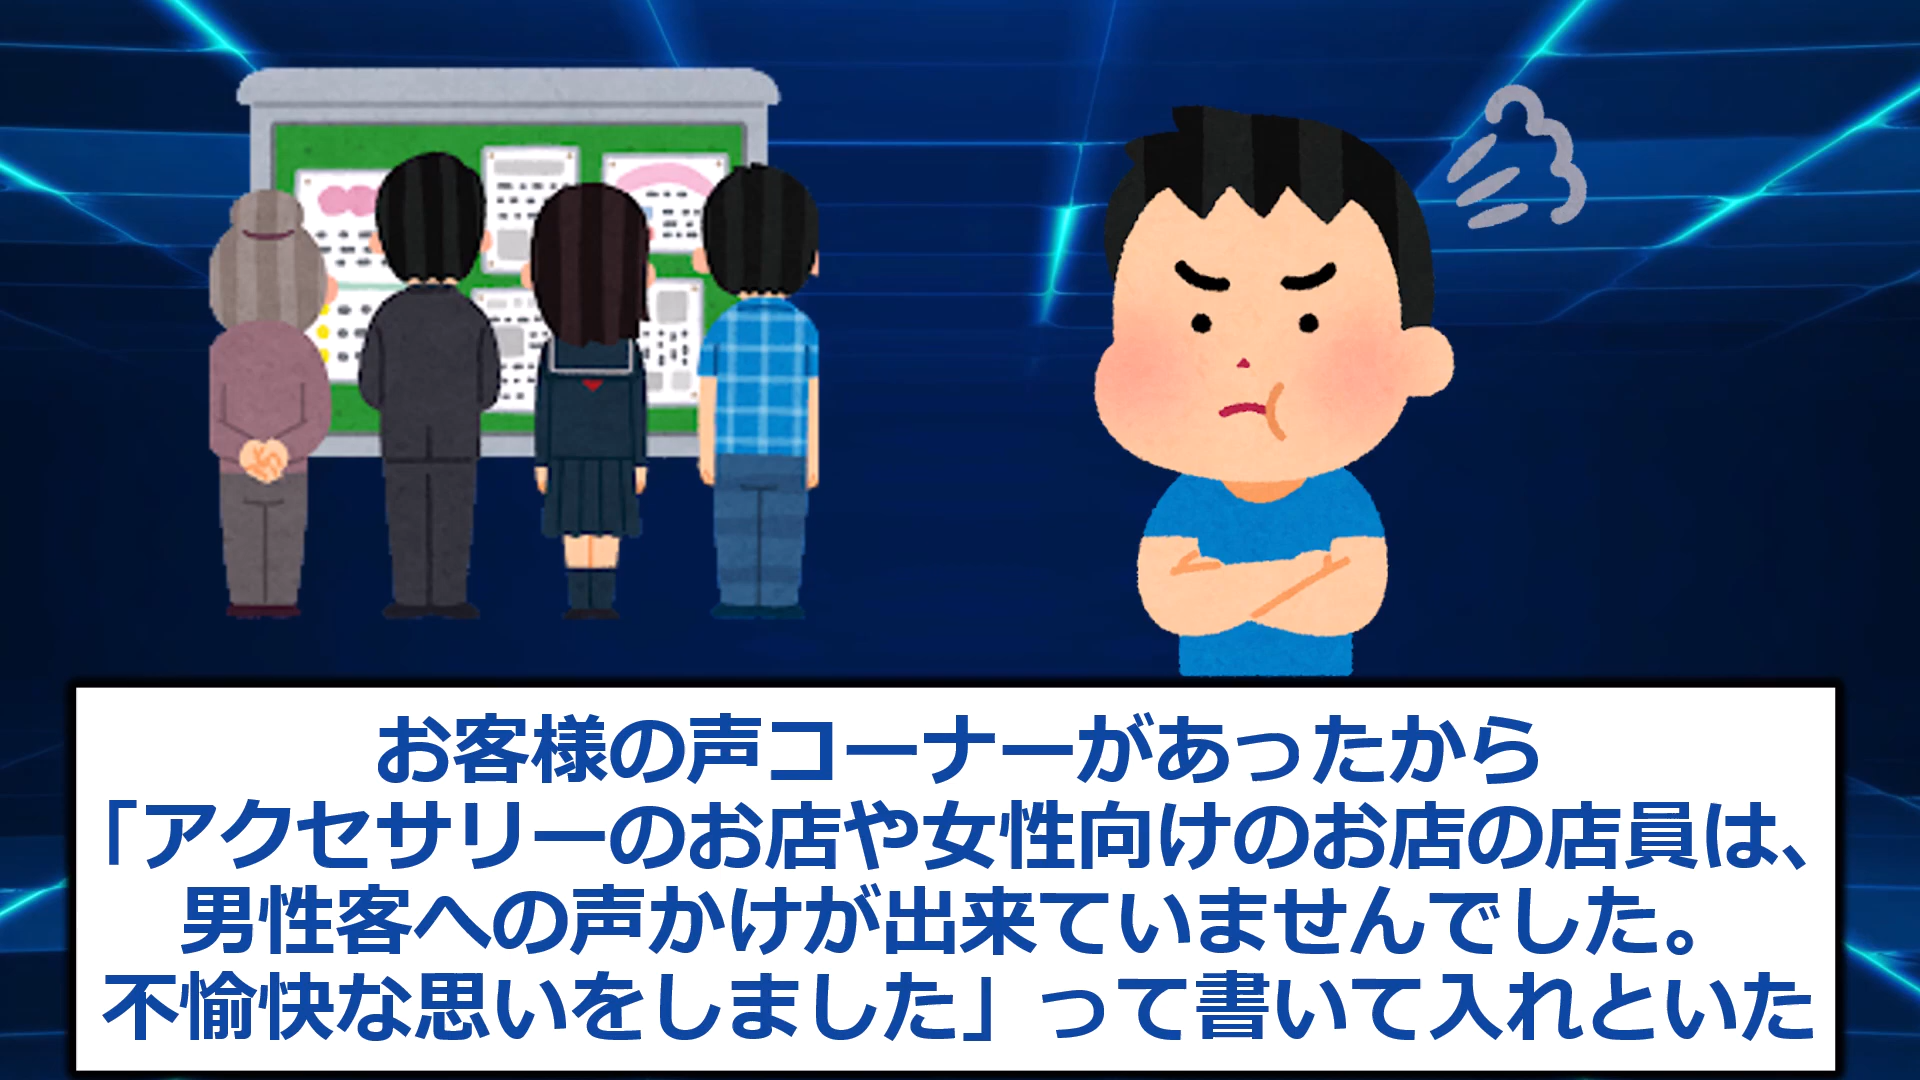 お客様の声コーナーがあったから
「アクセサリーのお店や女性向けのお店の店員は、
男性客への声かけが出来ていませんでした。
不愉快な思いをしました」って書いて入れといた